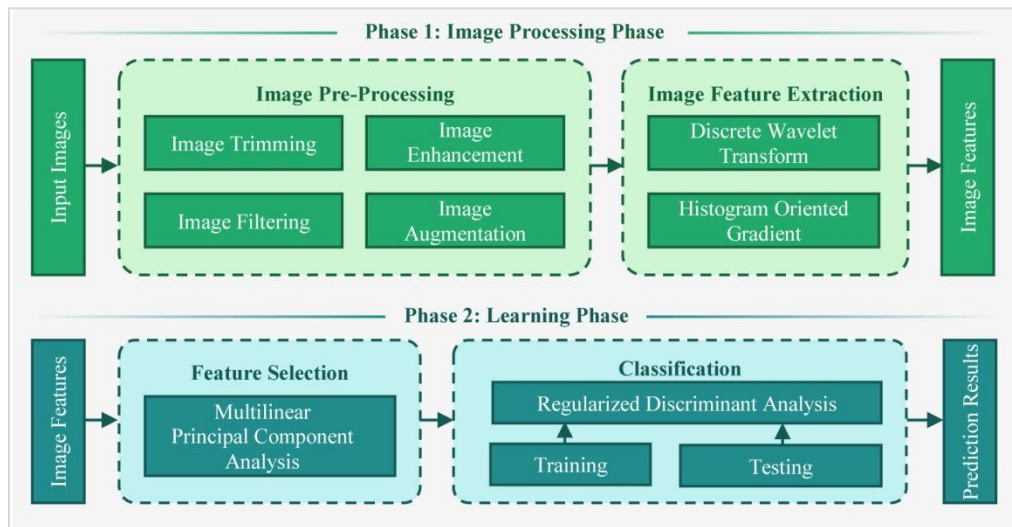 Phase 1: Image Processing Phase
Input Images
Image Pre-Processing
Image Trimming
Image
Enhancement
Image Filtering
Image
Augmentation
Image Feature Extraction
Discrete Wavelet
Transform
Histogram Oriented
Gradient
Image Features
Phase 2: Learning Phase
Image Features
Feature Selection
Multilinear
Principal Component
Analysis
Classification
Regularized Discriminant Analysis
Training
Testing
Prediction Results